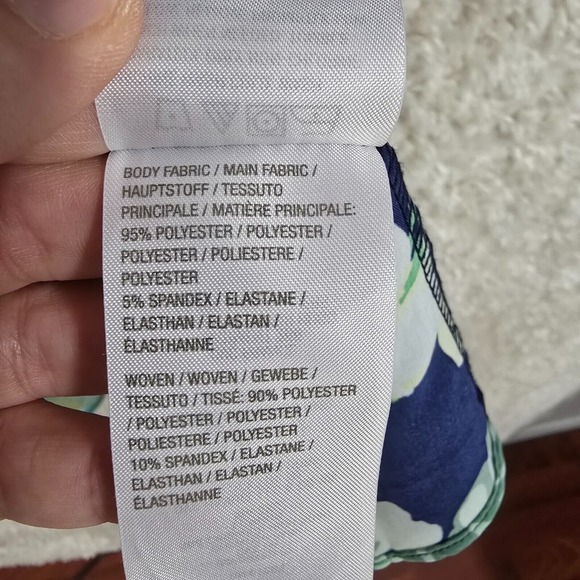 BODY FABRIC / MAIN FABRIC /
HAUPTSTOFF / TESSUTO
PRINCIPALE / MATIÈRE PRINCIPALE:
95% POLYESTER / POLYESTER /
POLYESTER / POLIESTERE /
POLYESTER
5% SPANDEX / ELASTANE /
ELASTHAN / ELASTAN /
ÉLASTHANNE
WOVEN / WOVEN / GEWEBE /
TESSUTO / TISSÉ: 90% POLYESTER
/ POLYESTER / POLYESTER /
POLIESTERE / POLYESTER
10% SPANDEX / ELASTANE /
ELASTHAN / ELASTAN /
ÉLASTHANNE